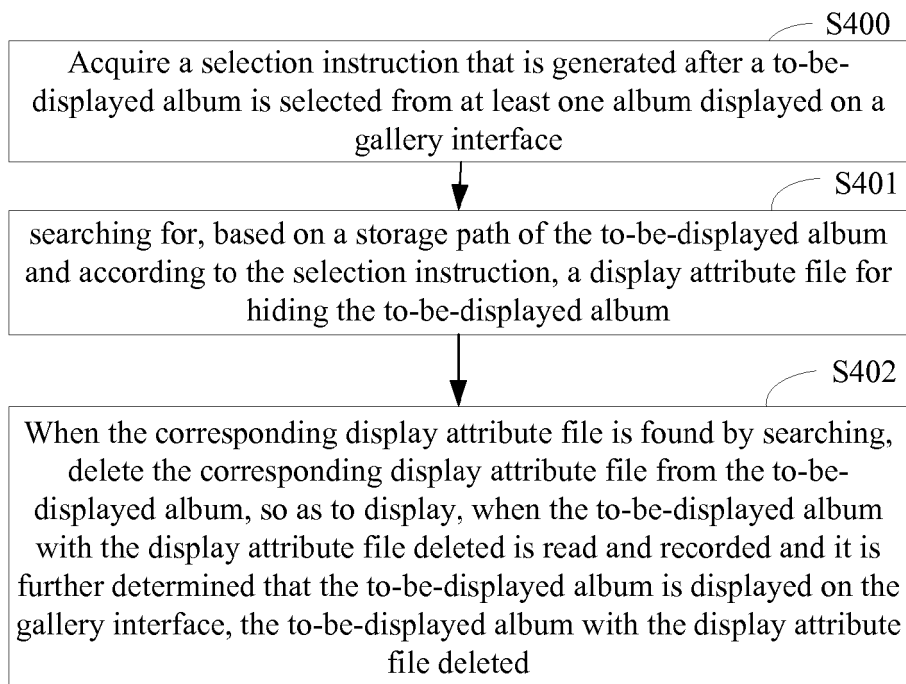 S400
Acquire a selection instruction that is generated after a to-be-
displayed album is selected from at least one album displayed on a
gallery interface
S401
searching for, based on a storage path of the to-be-displayed album
and according to the selection instruction, a display attribute file for
hiding the to-be-displayed album
S402
When the corresponding display attribute file is found by searching,
delete the corresponding display attribute file from the to-be-
displayed album, so as to display, when the to-be-displayed album
with the display attribute file deleted is read and recorded and it is
further determined that the to-be-displayed album is displayed on the
gallery interface, the to-be-displayed album with the display attribute
file deleted